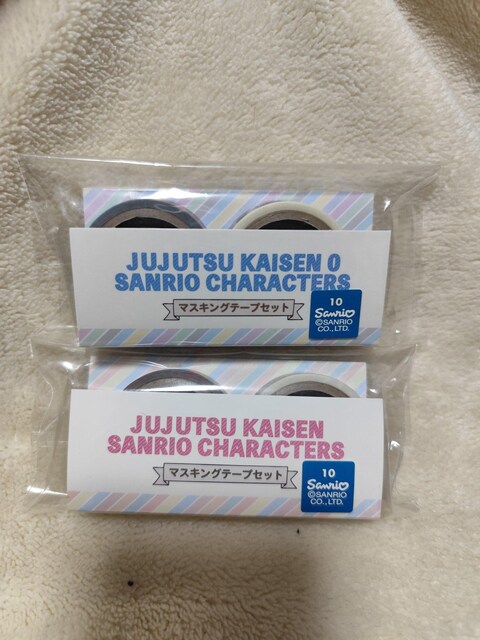 JUJUTSU KAISEN 0
SANRIO CHARACTERS
マスキングテープセット
10
Sanrio
©SANRIO
CO., LTD.
JUJUTSU KAISEN
SANRIO CHARACTERS
マスキングテープセット
10
Sanrio
©SANRIO
CO., LTD.